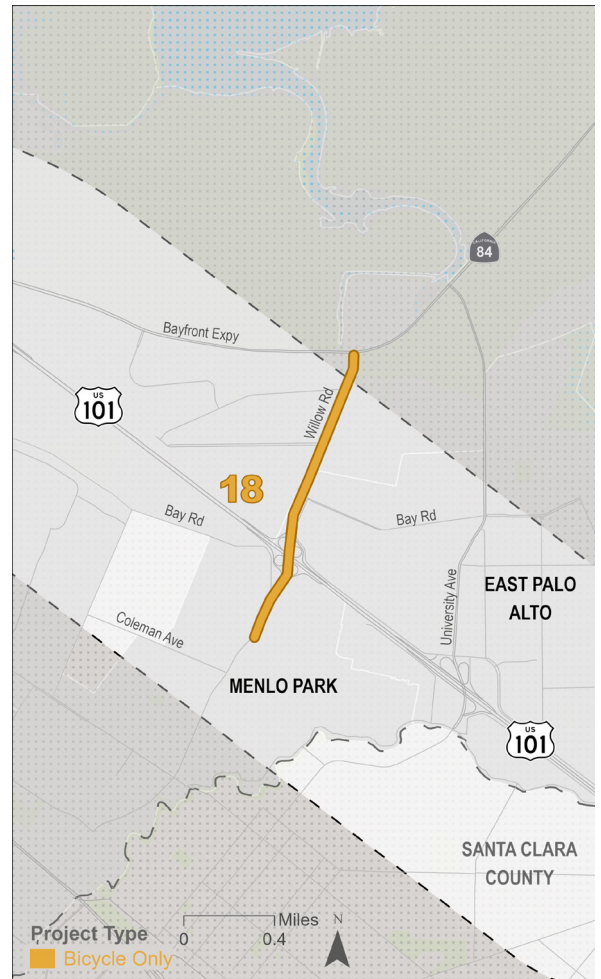 CALIFORNIA
84
Bayfront Expy
US
101
Willow Rd
18
Bay Rd
Bay Rd
University Ave
EAST PALO
ALTO
Coleman Ave
MENLO PARK
US
101
SANTA CLARA
COUNTY
Miles
0 0.4
N
Project Type
Bicycle Only